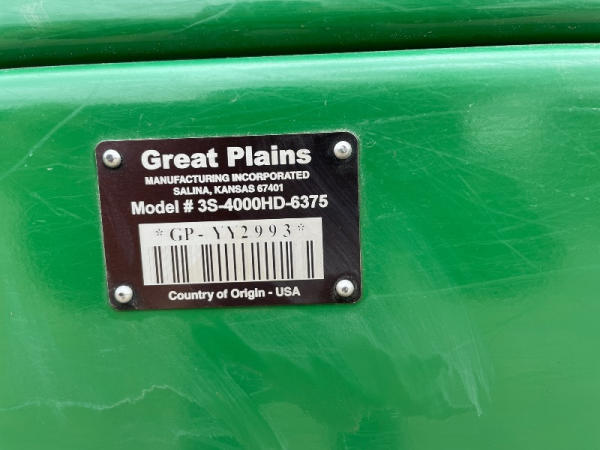 Great Plains
MANUFACTURING INCORPORATED
SALINA, KANSAS 67401
Model # 3S-4000HD-6375
*GP-YY2993*
Country of Origin - USA